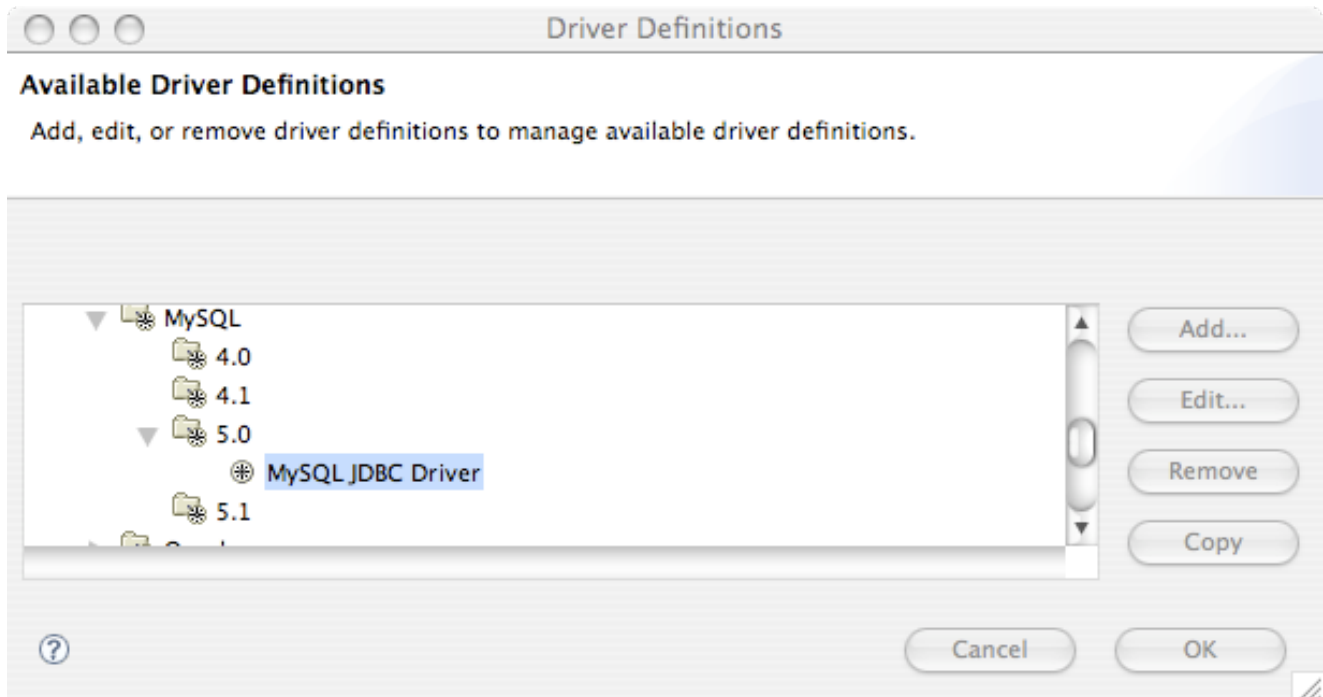 Driver Definitions
Available Driver Definitions
Add, edit, or remove driver definitions to manage available driver definitions.
MySQL
4.0
4.1
5.0
MySQL JDBC Driver
5.1
Add...
Edit...
Remove
Copy
?
Cancel
OK